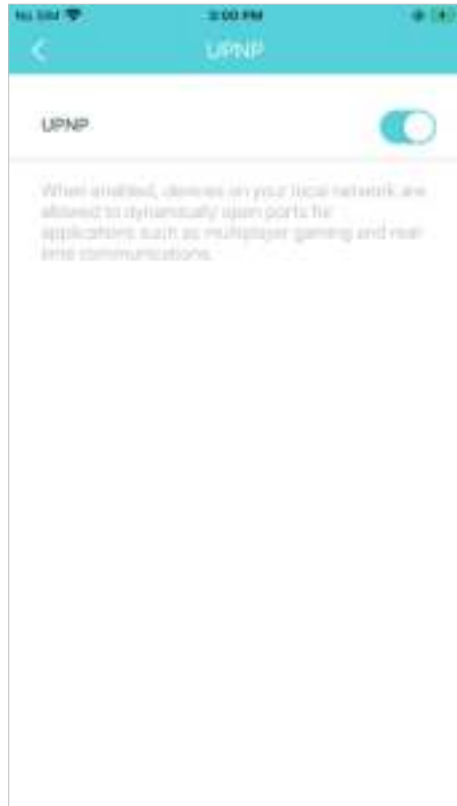 No SIM 3:00 PM
UPNP
UPNP
When enabled, devices on your local network are
allowed to dynamically open ports for
applications such as multiplayer gaming and real-
time communications.